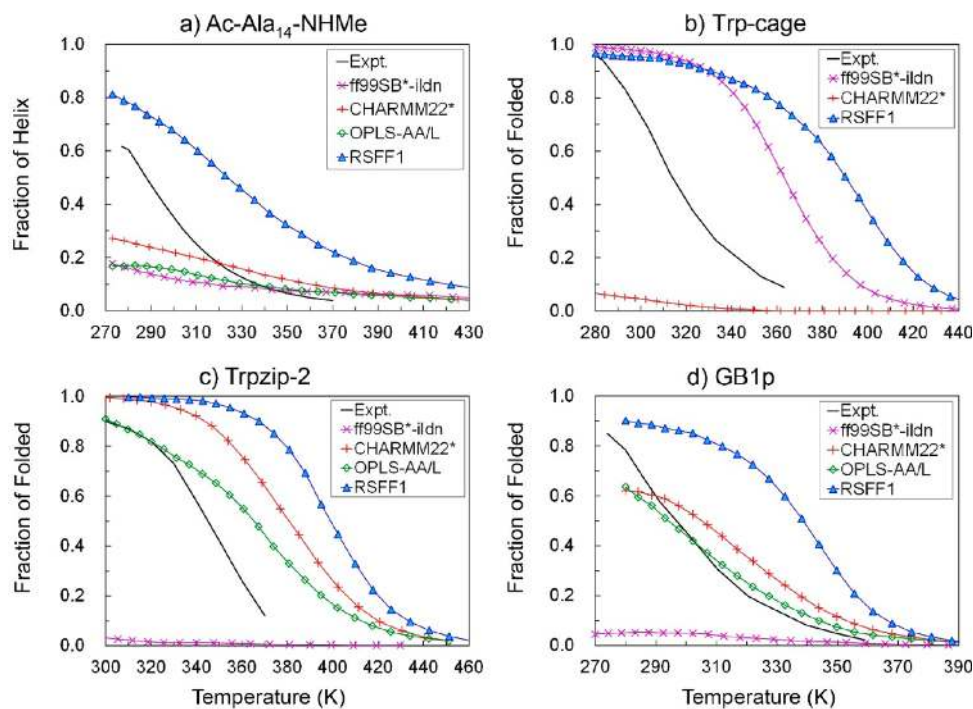 a) Ac-Ala14-NHMe
Fraction of Helix
1.0
0.8
0.6
0.4
0.2
0.0
Expt.
ff99SB*-ildn
CHARMM22*
OPLS-AA/L
RSFF1
270 290 310 330 350 370 390 410 430
b) Trp-cage
Fraction of Folded
1.0
0.8
0.6
0.4
0.2
0.0
Expt.
ff99SB*-ildn
CHARMM22*
RSFF1
280 300 320 340 360 380 400 420 440
c) Trpzip-2
Fraction of Folded
1.0
0.8
0.6
0.4
0.2
0.0
Expt.
ff99SB*-ildn
CHARMM22*
OPLS-AA/L
RSFF1
300 320 340 360 380 400 420 440 460
Temperature (K)
d) GB1p
Fraction of Folded
1.0
0.8
0.6
0.4
0.2
0.0
Expt.
ff99SB*-ildn
CHARMM22*
OPLS-AA/L
RSFF1
270 290 310 330 350 370 390
Temperature (K)